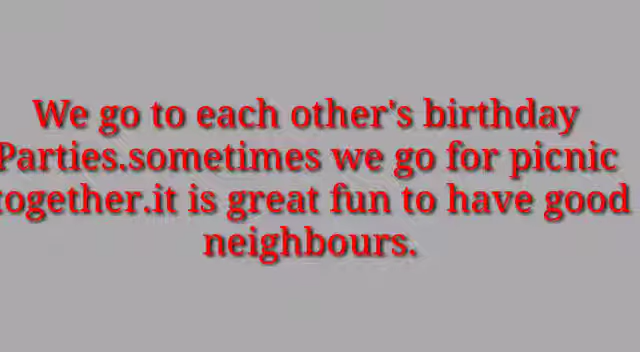 We go to each other's birthday
Parties.sometimes we go for picnic
together.it is great fun to have good
neighbours.